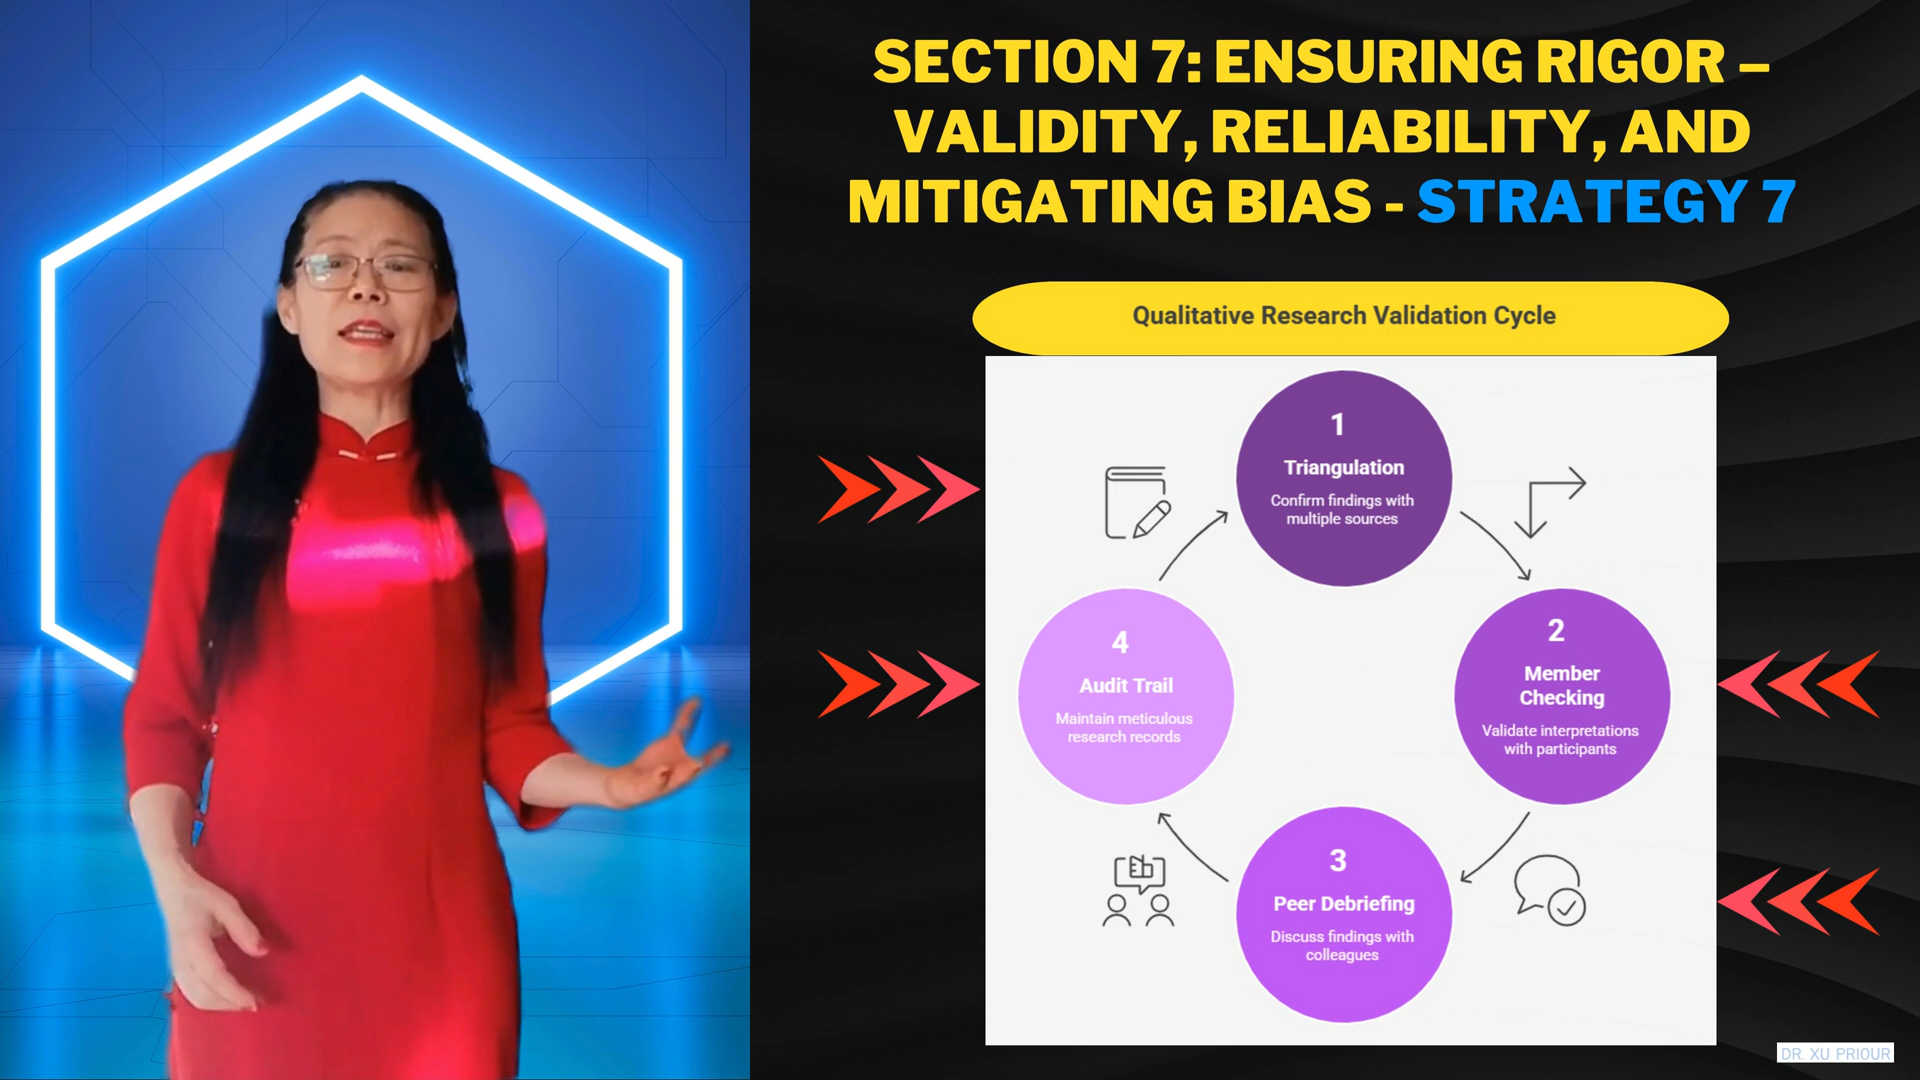 SECTION 7: ENSURING RIGOR –
VALIDITY, RELIABILITY, AND
MITIGATING BIAS - STRATEGY 7
Qualitative Research Validation Cycle
1
Triangulation
Confirm findings with
multiple sources
2
Member
Checking
Validate interpretations
with participants
3
Peer Debriefing
Discuss findings with
colleagues
4
Audit Trail
Maintain meticulous
research records
DR. XU PRIOUR